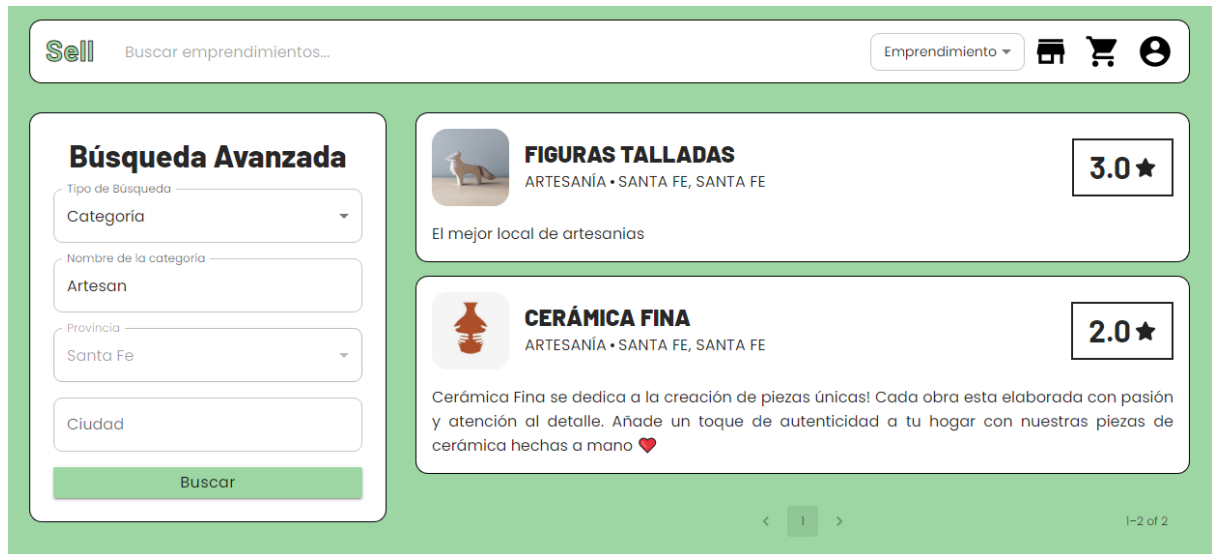 Sell
Buscar emprendimientos...
Emprendimiento
Búsqueda Avanzada
Tipo de Búsqueda
Categoría
Nombre de la categoría
Artesan
Provincia
Santa Fe
Ciudad
Buscar
FIGURAS TALLADAS
ARTESANÍA • SANTA FE, SANTA FE
3.0★
El mejor local de artesanias
CERÁMICA FINA
ARTESANÍA • SANTA FE, SANTA FE
2.0★
Cerámica Fina se dedica a la creación de piezas únicas! Cada obra esta elaborada con pasión
y atención al detalle. Añade un toque de autenticidad a tu hogar con nuestras piezas de
cerámica hechas a mano ❤️
1
1–2 of 2